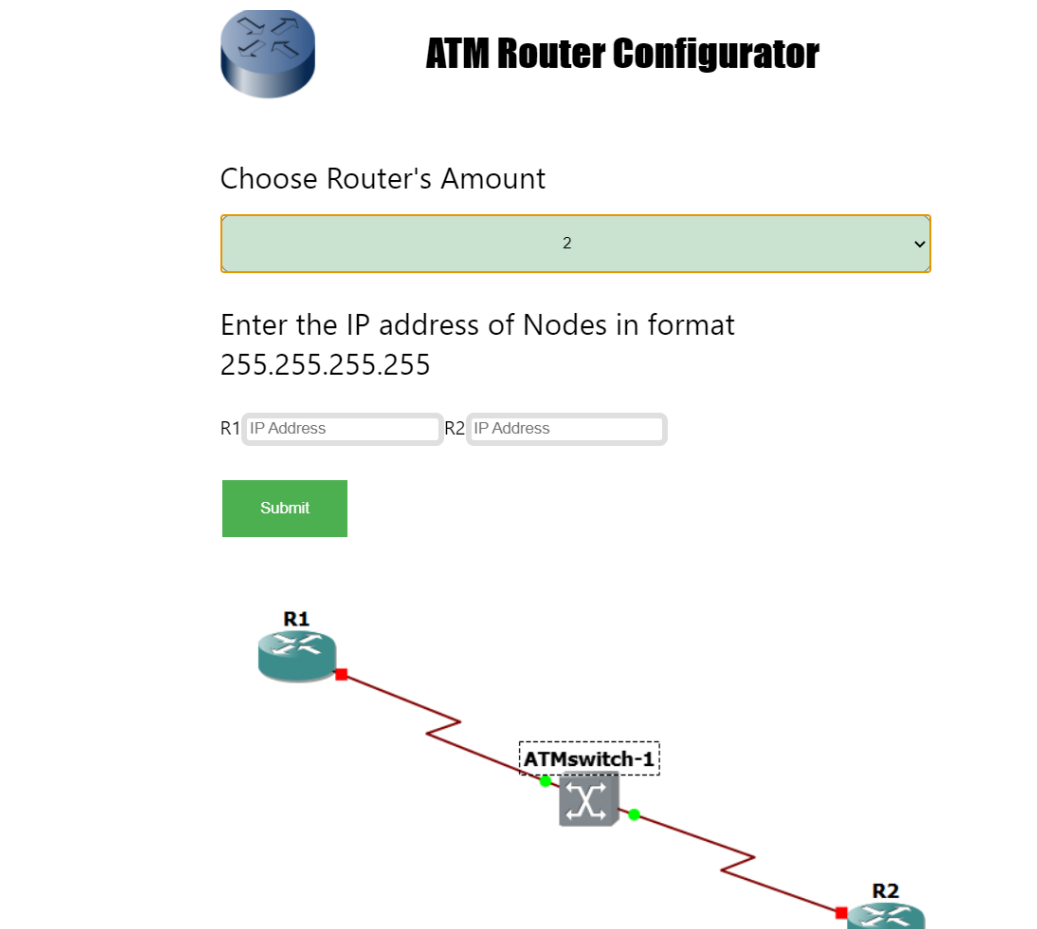 ATM Router Configurator
Choose Router's Amount
2
Enter the IP address of Nodes in format
255.255.255.255
R1 IP Address R2 IP Address
Submit
R1
ATMswitch-1
R2